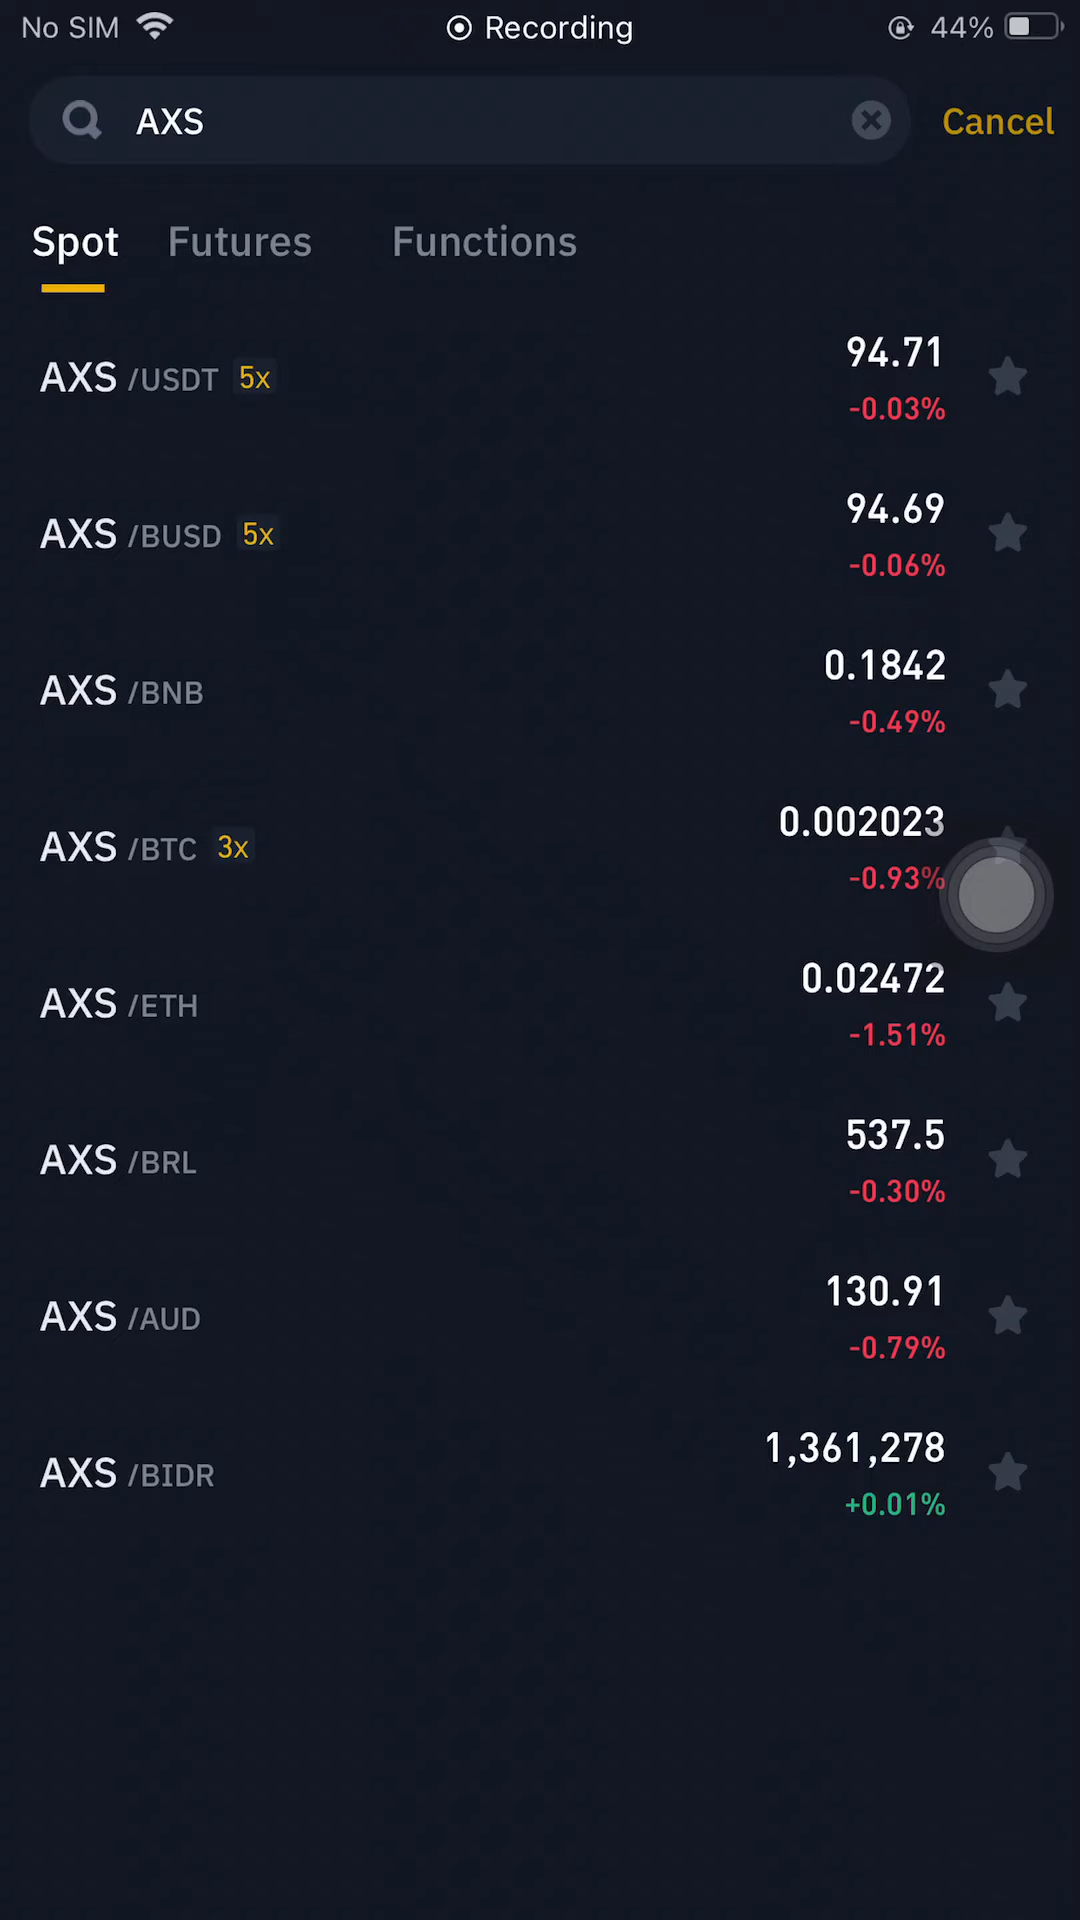 No SIM Recording 44%
AXS Cancel
Spot Futures Functions
AXS /USDT 5x 94.71
-0.03%
AXS /BUSD 5x 94.69
-0.06%
AXS /BNB 0.1842
-0.49%
AXS /BTC 3x 0.002023
-0.93%
AXS /ETH 0.02472
-1.51%
AXS /BRL 537.5
-0.30%
AXS /AUD 130.91
-0.79%
AXS /BIDR 1,361,278
+0.01%